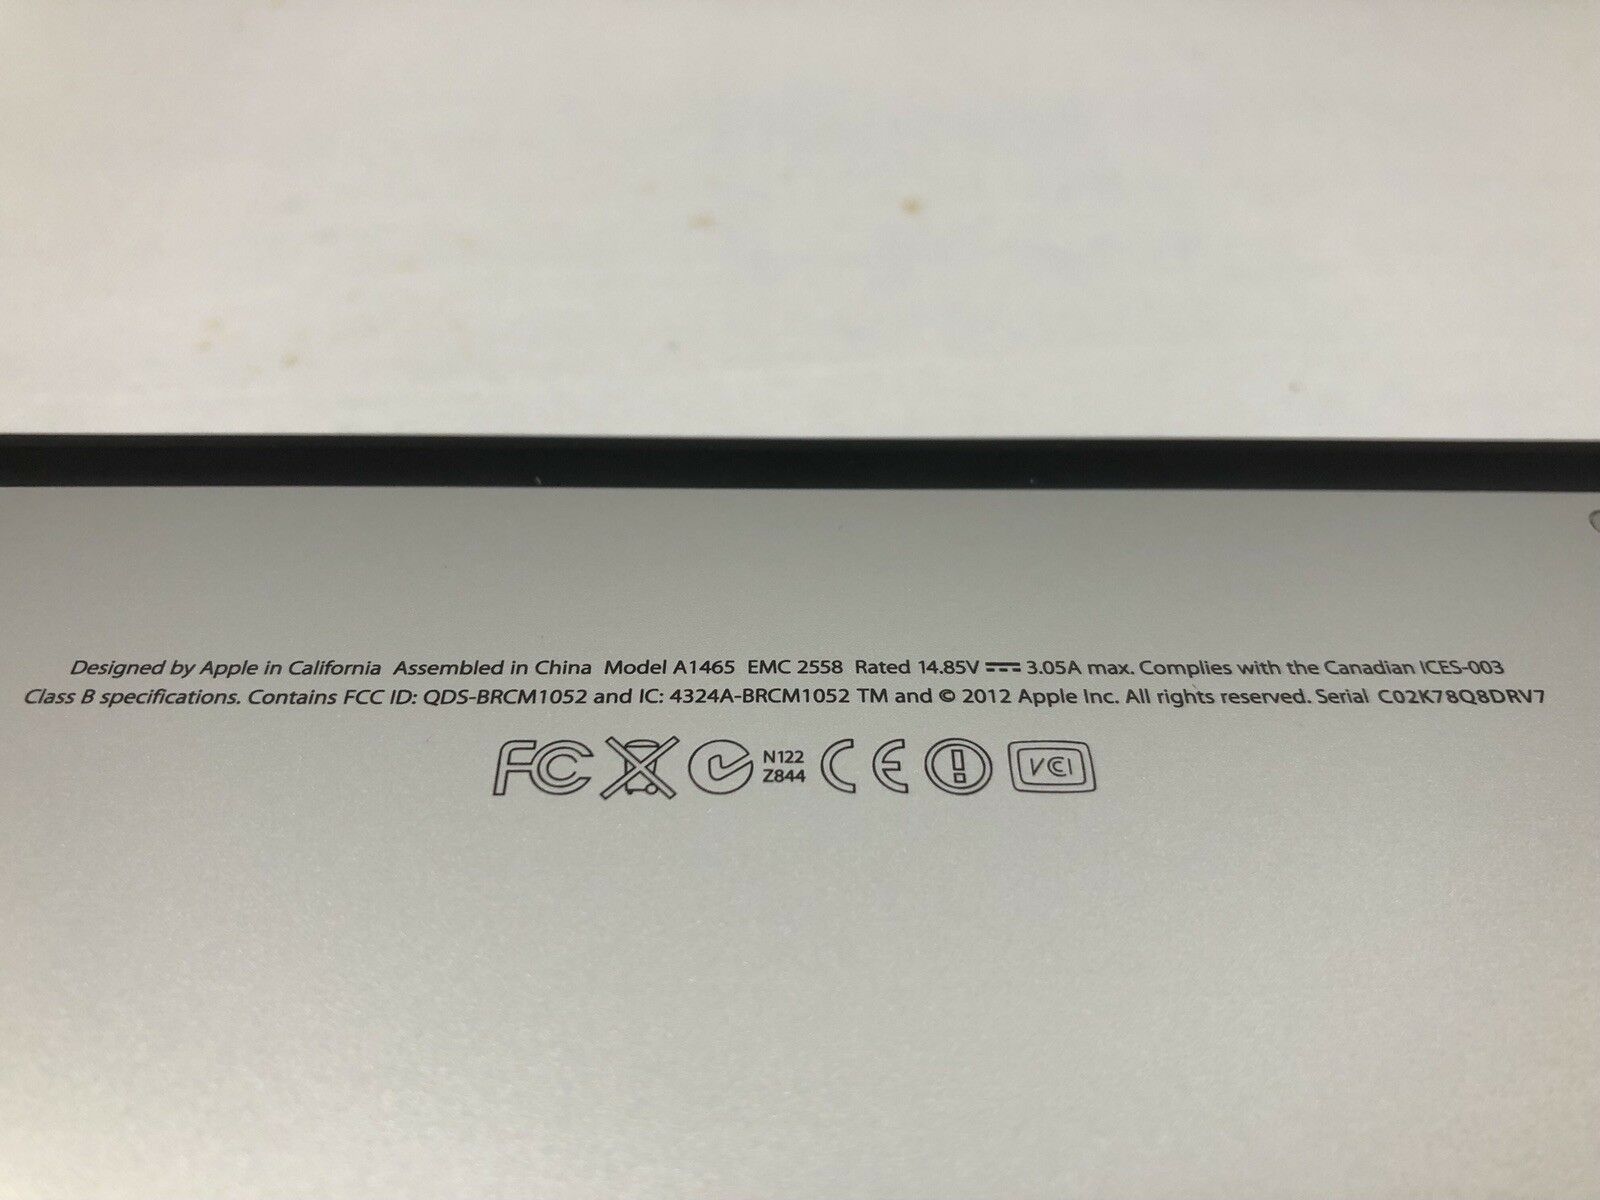 Designed by Apple in California Assembled in China Model A1465 EMC 2558 Rated 14.85V ⎓ 3.05A max. Complies with the Canadian ICES-003
Class B specifications. Contains FCC ID: QDS-BRCM1052 and IC: 4324A-BRCM1052 TM and © 2012 Apple Inc. All rights reserved. Serial C02K78Q8DRV7
FC N122 CE ! VCI
Z844